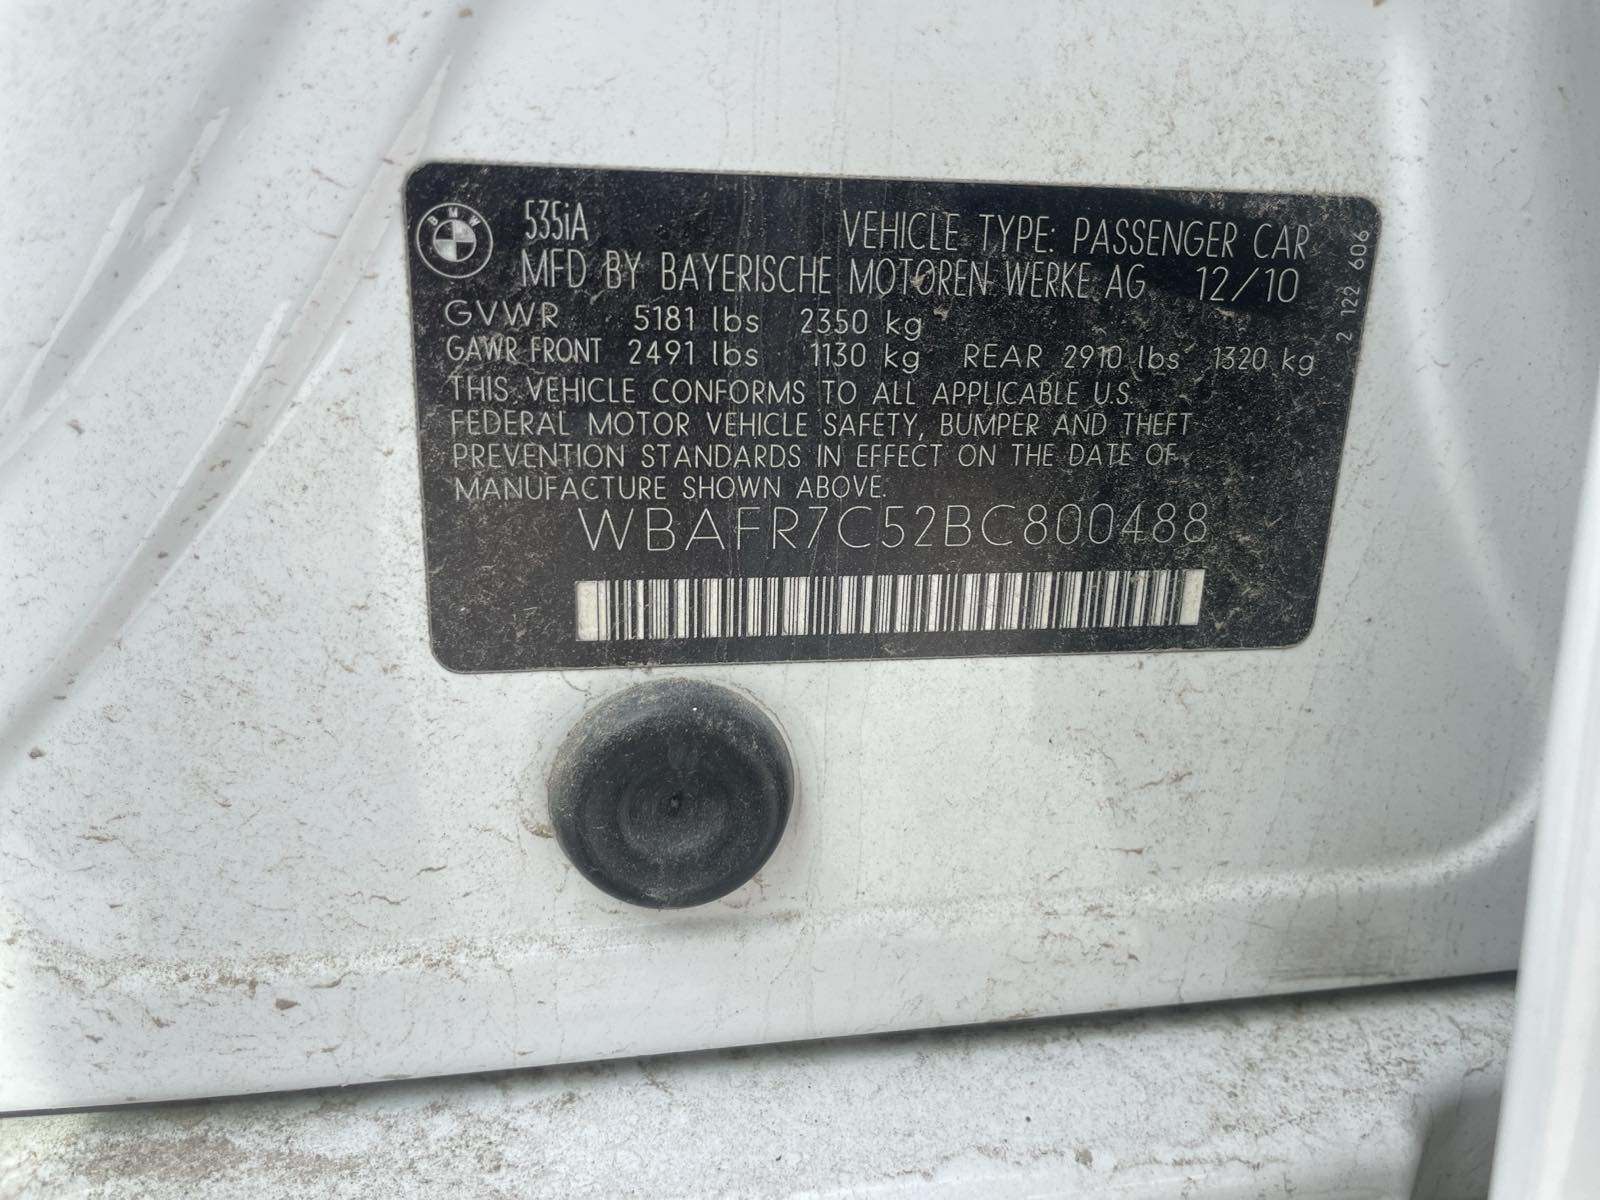 BMW
535iA
VEHICLE TYPE: PASSENGER CAR
MFD BY BAYERISCHE MOTOREN WERKE AG 12/10
GVWR 5181 lbs 2350 kg
GAWR FRONT 2491 lbs 1130 kg REAR 2910 lbs 1320 kg
THIS VEHICLE CONFORMS TO ALL APPLICABLE U.S.
FEDERAL MOTOR VEHICLE SAFETY, BUMPER AND THEFT
PREVENTION STANDARDS IN EFFECT ON THE DATE OF
MANUFACTURE SHOWN ABOVE.
WBAFR7C52BC800488
2 122 606